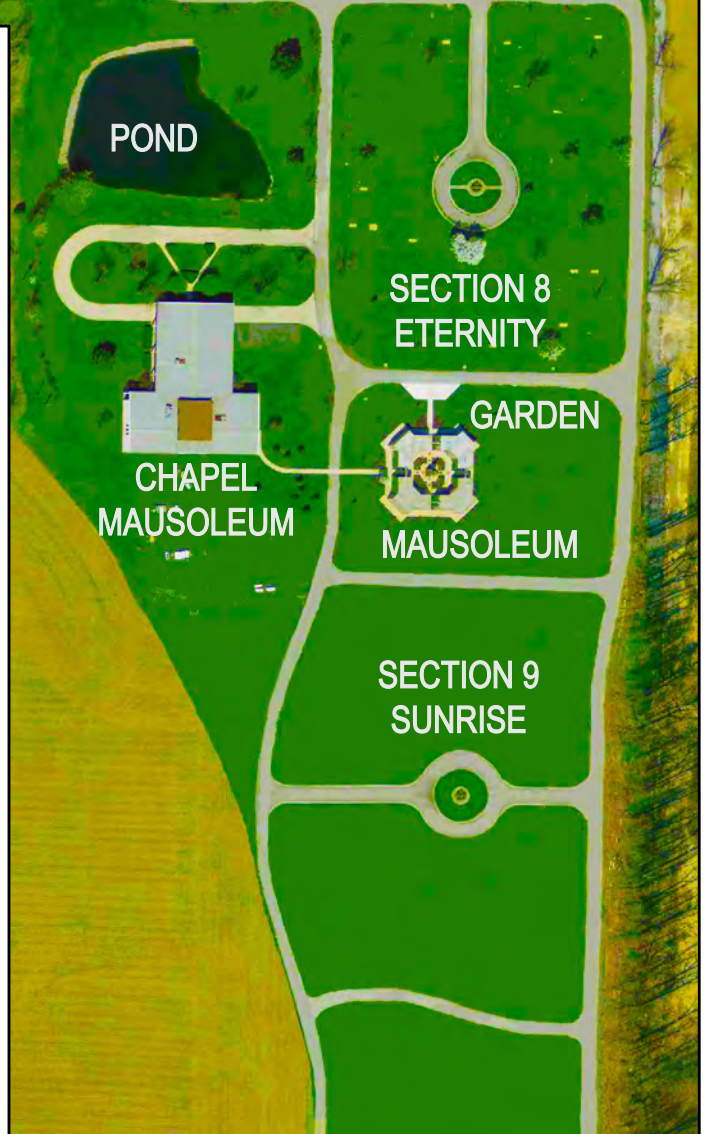 POND
SECTION 8
ETERNITY
GARDEN
MAUSOLEUM
CHAPEL
MAUSOLEUM
SECTION 9
SUNRISE